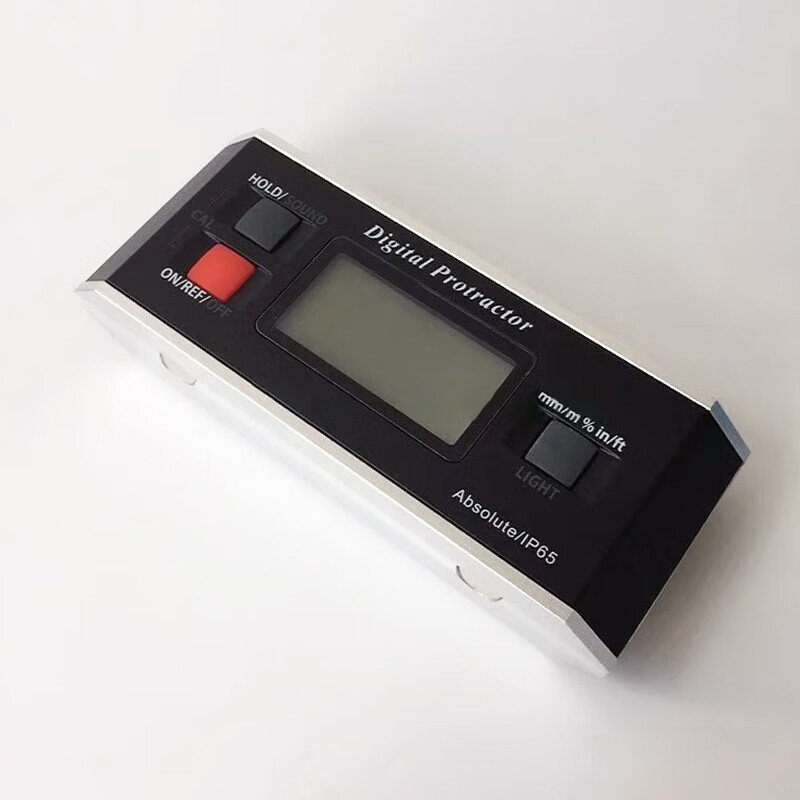 HOLD/SOUND
CAL
ON/REF/OFF
Digital Protractor
mm/m % in/ft
LIGHT
Absolute/IP65